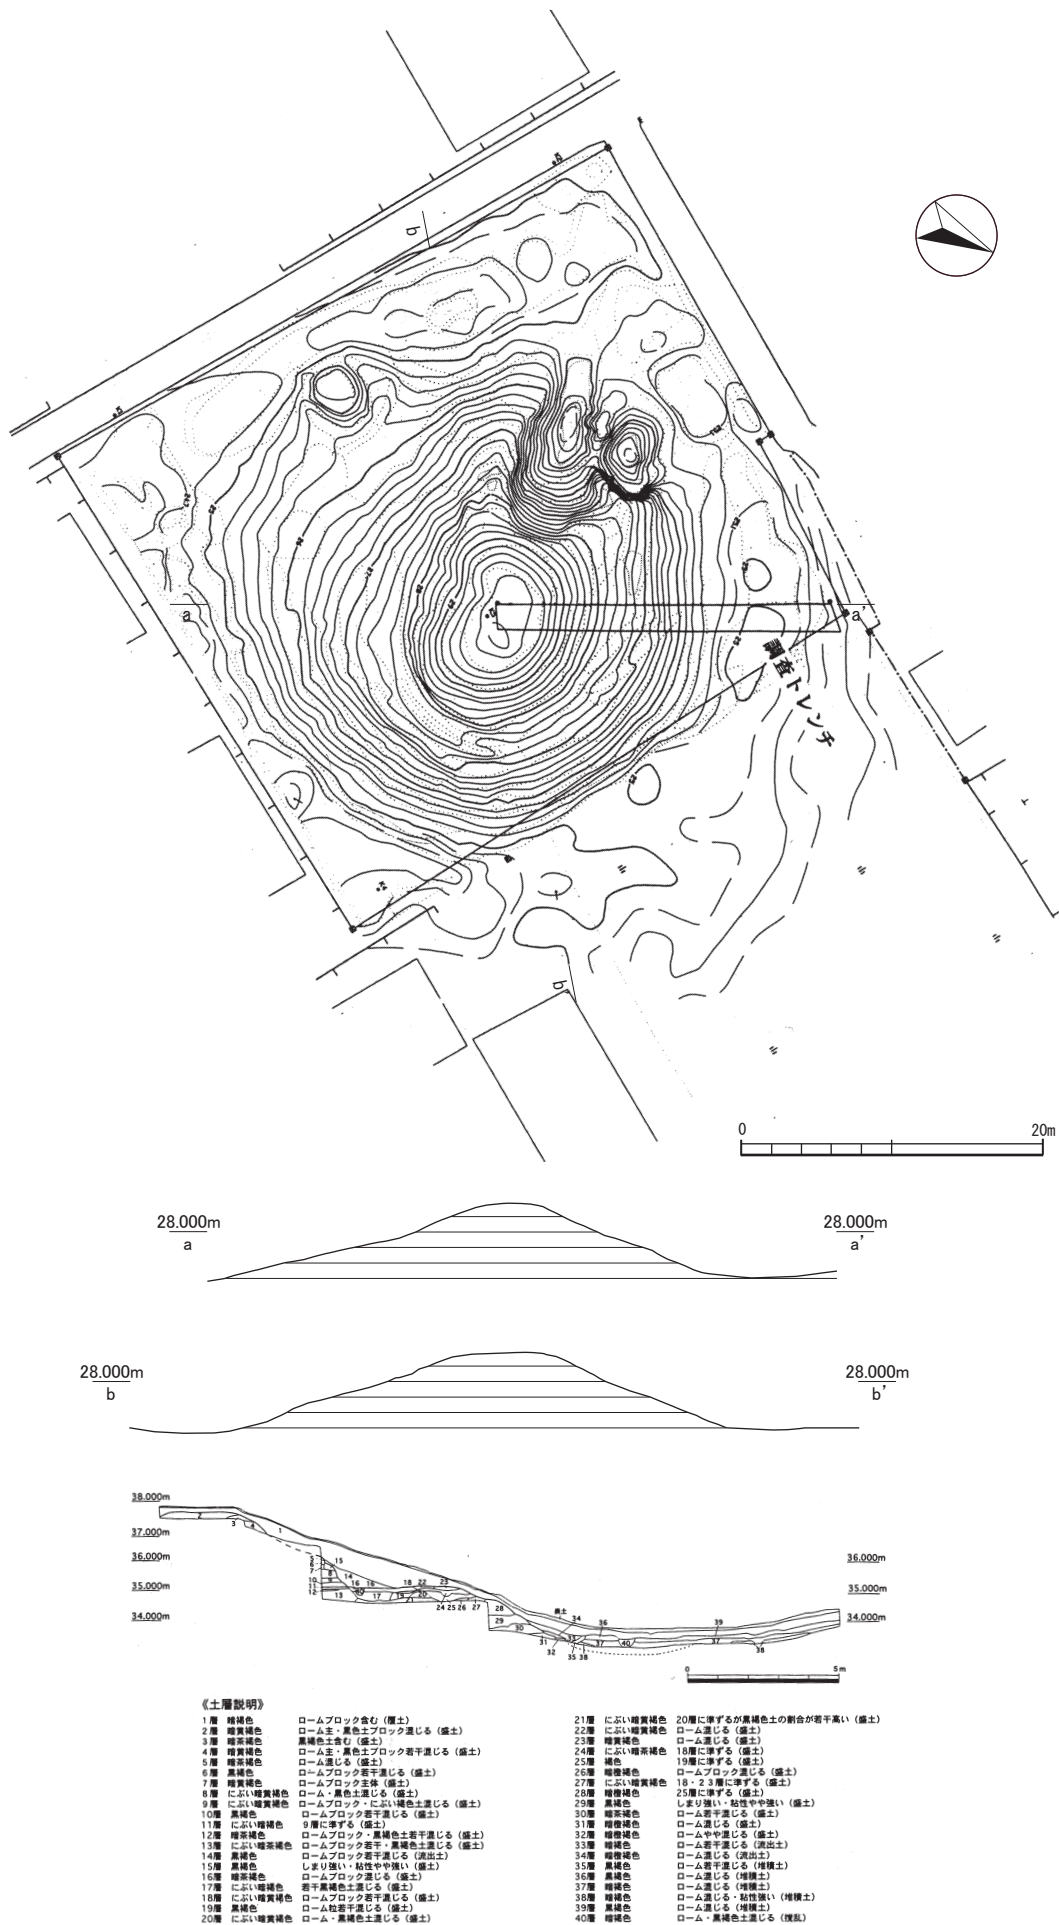 b
a
a'
調査トレンチ
b'
0 20m
28.000m
a
28.000m
a'
28.000m
b
28.000m
b'
38.000m
37.000m
36.000m
35.000m
34.000m
36.000m
35.000m
34.000m
表土
0 5m
《土層説明》
1層 暗褐色 ロームブロック含む（覆土）
2層 暗黄褐色 ローム主・黒色土ブロック混じる（盛土）
3層 暗茶褐色 黒褐色土含む（盛土）
4層 暗黄褐色 ローム主・黒色土ブロック若干混じる（盛土）
5層 暗茶褐色 ローム混じる（盛土）
6層 黒褐色 ロームブロック若干混じる（盛土）
7層 暗黄褐色 ロームブロック主体（盛土）
8層 にぶい暗黄褐色 ローム・黒色土混じる（盛土）
9層 にぶい暗黄褐色 ロームブロック・にぶい褐色土混じる（盛土）
10層 黒褐色 ロームブロック若干混じる（盛土）
11層 にぶい暗褐色 9層に準ずる（盛土）
12層 暗茶褐色 ロームブロック・黒褐色土若干混じる（盛土）
13層 にぶい暗茶褐色 ロームブロック若干・黒褐色土混じる（盛土）
14層 黒褐色 ロームブロック若干混じる（流出土）
15層 黒褐色 しまり強い・粘性やや強い（盛土）
16層 暗茶褐色 ロームブロック混じる（盛土）
17層 にぶい暗褐色 若干黒褐色土混じる（盛土）
18層 にぶい暗黄褐色 ロームブロック若干混じる（盛土）
19層 黒褐色 ローム粒若干混じる（盛土）
20層 にぶい暗黄褐色 ローム・黒褐色土混じる（盛土）
21層 にぶい暗黄褐色 20層に準ずるが黒褐色土の割合が若干高い（盛土）
22層 にぶい暗黄褐色 ローム混じる（盛土）
23層 暗黄褐色 ローム混じる（盛土）
24層 にぶい暗茶褐色 18層に準ずる（盛土）
25層 褐色 19層に準ずる（盛土）
26層 暗橙褐色 ロームブロック混じる（盛土）
27層 にぶい暗黄褐色 18・23層に準ずる（盛土）
28層 暗橙褐色 25層に準ずる（盛土）
29層 黒褐色 しまり強い・粘性やや強い（盛土）
30層 暗茶褐色 ローム若干混じる（盛土）
31層 暗橙褐色 ローム混じる（盛土）
32層 暗橙褐色 ロームやや混じる（盛土）
33層 暗褐色 ローム若干混じる（流出土）
34層 暗橙褐色 ローム混じる（流出土）
35層 黒褐色 ローム若干混じる（堆積土）
36層 黒褐色 ローム混じる（堆積土）
37層 暗褐色 ローム混じる（堆積土）
38層 暗褐色 ローム混じる・粘性強い（堆積土）
39層 黒褐色 ローム混じる（堆積土）
40層 暗褐色 ローム・黒褐色土混じる（撹乱）